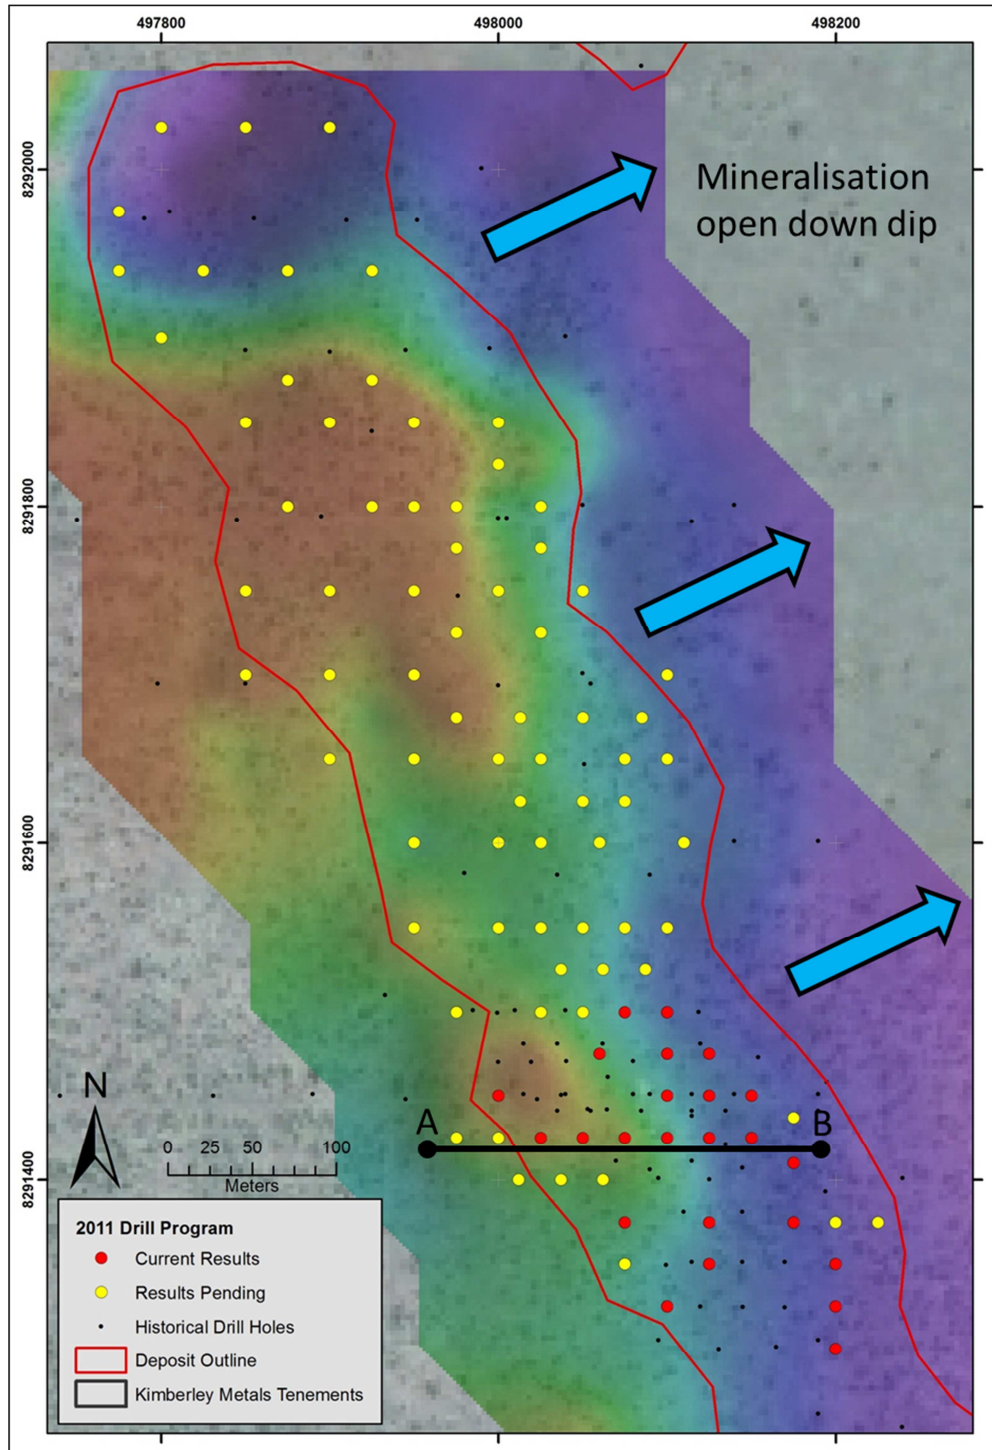 497800
498000
498200
8292000
Mineralisation
open down dip
8291800
8291600
N
0 25 50 100
Meters
A
B
8291400
2011 Drill Program
Current Results
Results Pending
Historical Drill Holes
Deposit Outline
Kimberley Metals Tenements